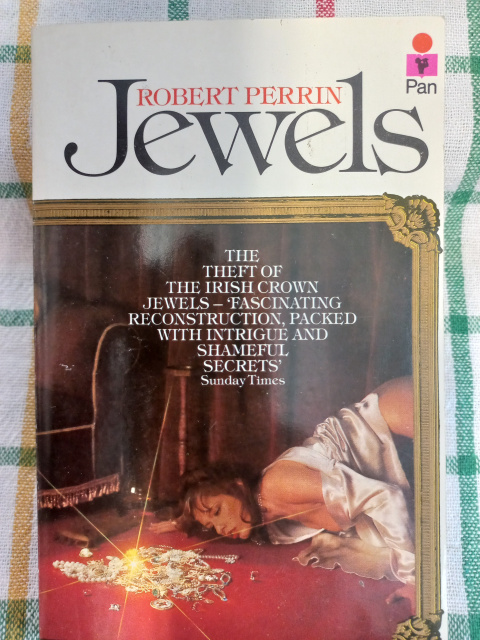 Pan
ROBERT PERRIN
Jewels
THE
THEFT OF
THE IRISH CROWN
JEWELS – ‘FASCINATING
RECONSTRUCTION, PACKED
WITH INTRIGUE AND
SHAMEFUL
SECRETS’
Sunday Times